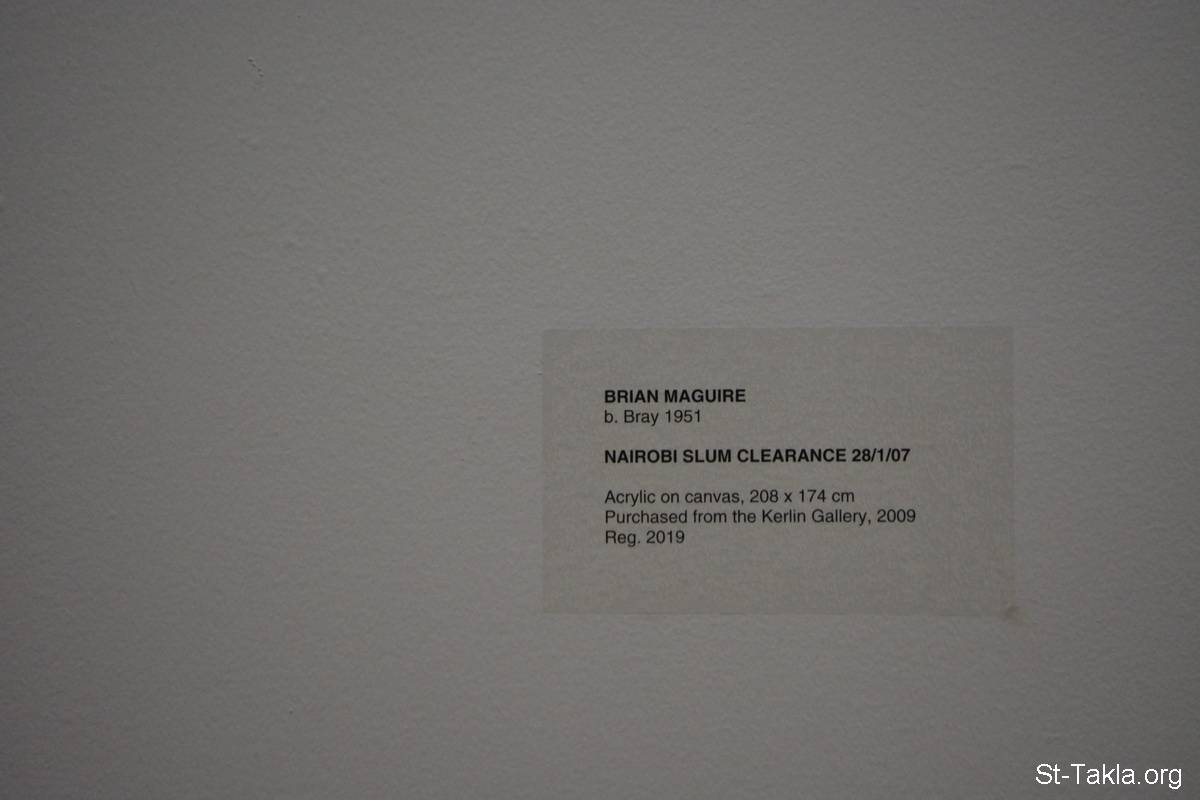 BRIAN MAGUIRE
b. Bray 1951
NAIROBI SLUM CLEARANCE 28/1/07
Acrylic on canvas, 208 x 174 cm
Purchased from the Kerlin Gallery, 2009
Reg. 2019
St-Takla.org